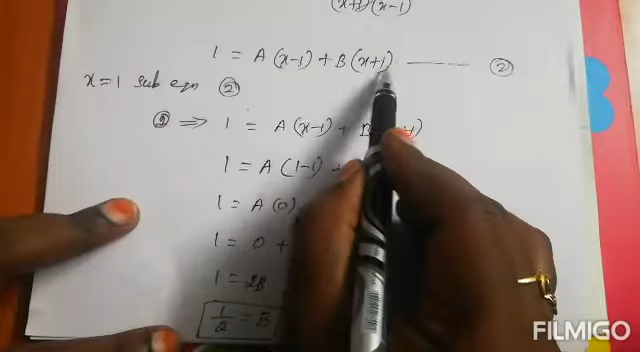 (x+1)(x-1)
1 = A(x-1) + B(x+1) ——— ②
x=1 sub eqn ②
② ⇒ 1 = A(x-1) + B
1 = A(1-1) +
1 = A(0)
1 = 0 +
1 = 2B
1/2 = B
FILMIGO